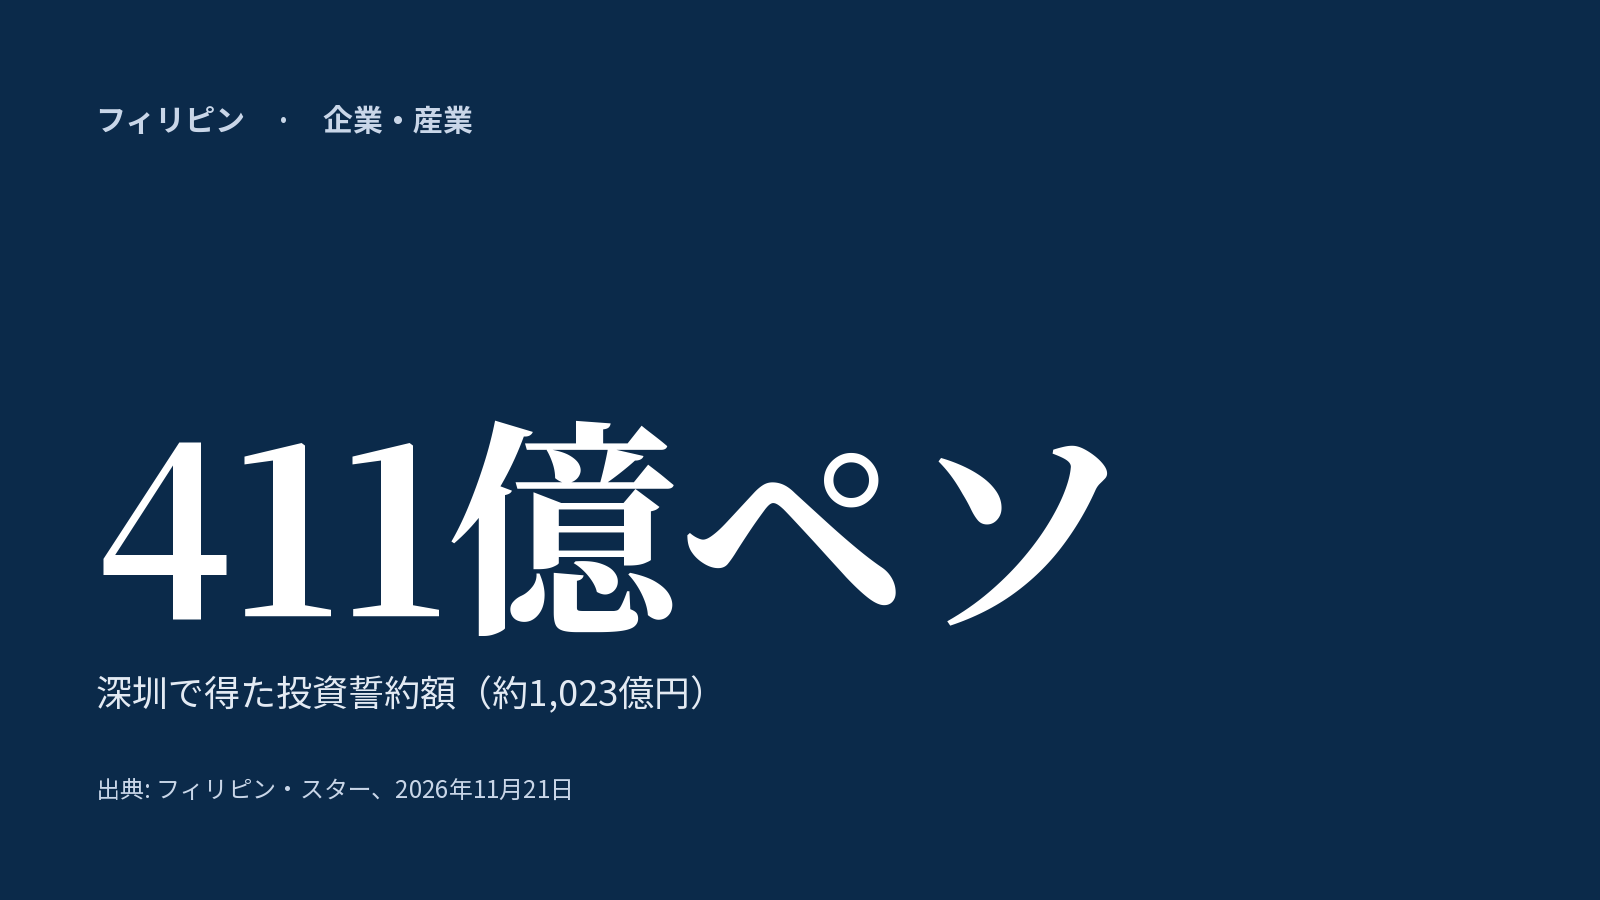 フィリピン · 企業・産業
411億ペソ
深圳で得た投資誓約額（約1,023億円）
出典: フィリピン・スター、2026年11月21日